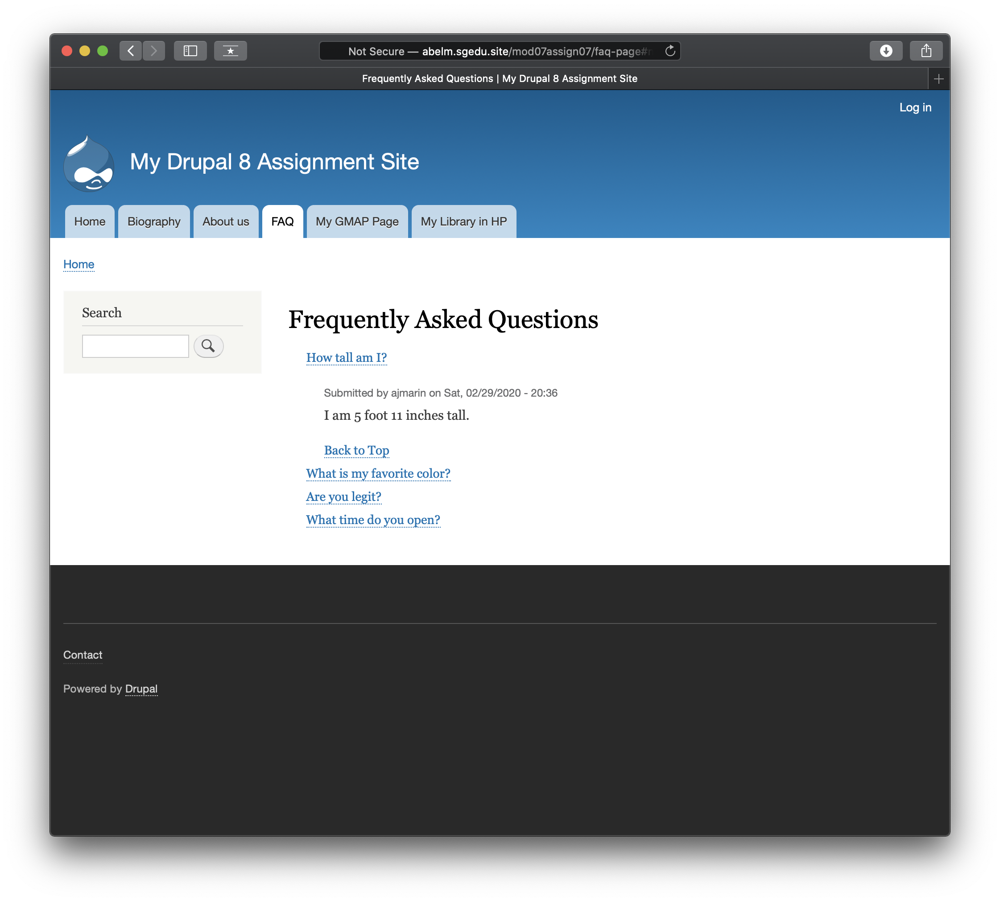 Not Secure — abelm.sgedu.site/mod07assign07/faq-page#
Frequently Asked Questions | My Drupal 8 Assignment Site
Log in
My Drupal 8 Assignment Site
Home Biography About us FAQ My GMAP Page My Library in HP
Home
Search
Frequently Asked Questions
How tall am I?
Submitted by ajmarin on Sat, 02/29/2020 - 20:36
I am 5 foot 11 inches tall.
Back to Top
What is my favorite color?
Are you legit?
What time do you open?
Contact
Powered by Drupal